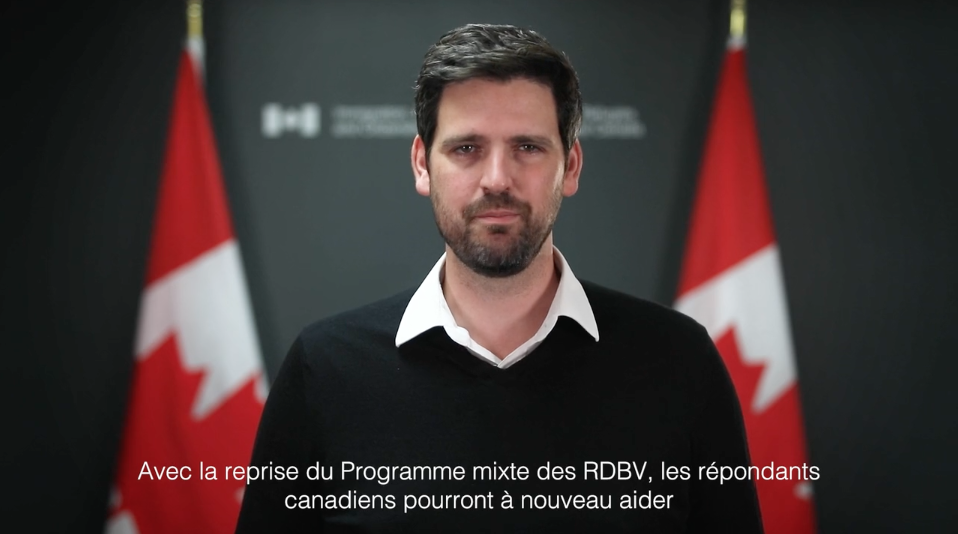 Avec la reprise du Programme mixte des RDBV, les répondants
canadiens pourront à nouveau aider